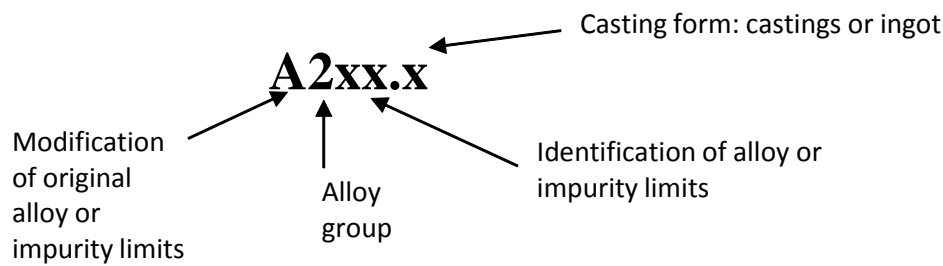 Casting form: castings or ingot
A2xx.x
Modification
of original
alloy or
impurity limits
Alloy
group
Identification of alloy or
impurity limits